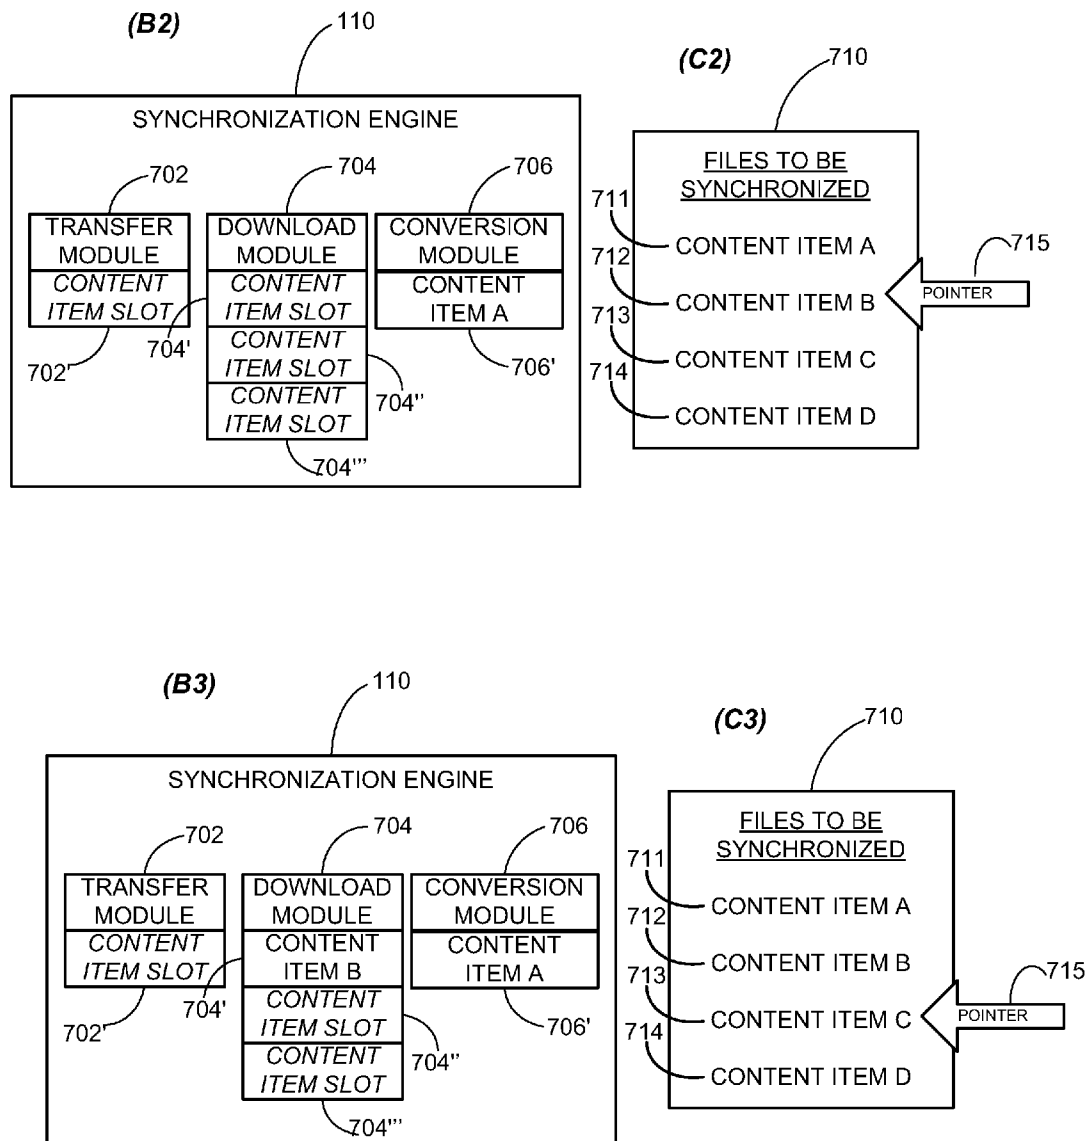 (B2)
110
SYNCHRONIZATION ENGINE
702
704
706
TRANSFER
MODULE
CONTENT
ITEM SLOT
702'
DOWNLOAD
MODULE
CONTENT
ITEM SLOT
704'
CONTENT
ITEM SLOT
704''
CONTENT
ITEM SLOT
704'''
CONVERSION
MODULE
CONTENT
ITEM A
706'
(C2)
710
FILES TO BE
SYNCHRONIZED
711
CONTENT ITEM A
712
CONTENT ITEM B
713
CONTENT ITEM C
714
CONTENT ITEM D
715
POINTER
(B3)
110
SYNCHRONIZATION ENGINE
702
704
706
TRANSFER
MODULE
CONTENT
ITEM SLOT
702'
DOWNLOAD
MODULE
CONTENT
ITEM B
704'
CONTENT
ITEM SLOT
704''
CONTENT
ITEM SLOT
704'''
CONVERSION
MODULE
CONTENT
ITEM A
706'
(C3)
710
FILES TO BE
SYNCHRONIZED
711
CONTENT ITEM A
712
CONTENT ITEM B
713
CONTENT ITEM C
714
CONTENT ITEM D
715
POINTER